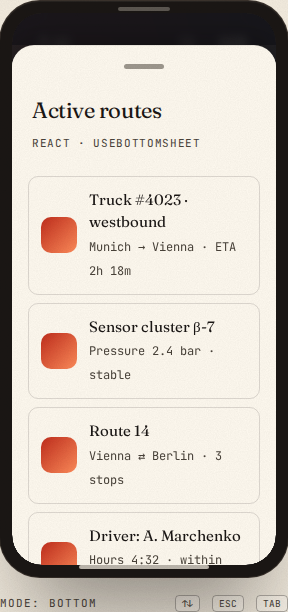 Active routes
REACT · USEBOTTOMSHEET
Truck #4023 ·
westbound
Munich → Vienna · ETA
2h 18m
Sensor cluster β-7
Pressure 2.4 bar ·
stable
Route 14
Vienna ⇄ Berlin · 3
stops
Driver: A. Marchenko
Hours 4:32 · within
MODE: BOTTOM
↑↓ ESC TAB